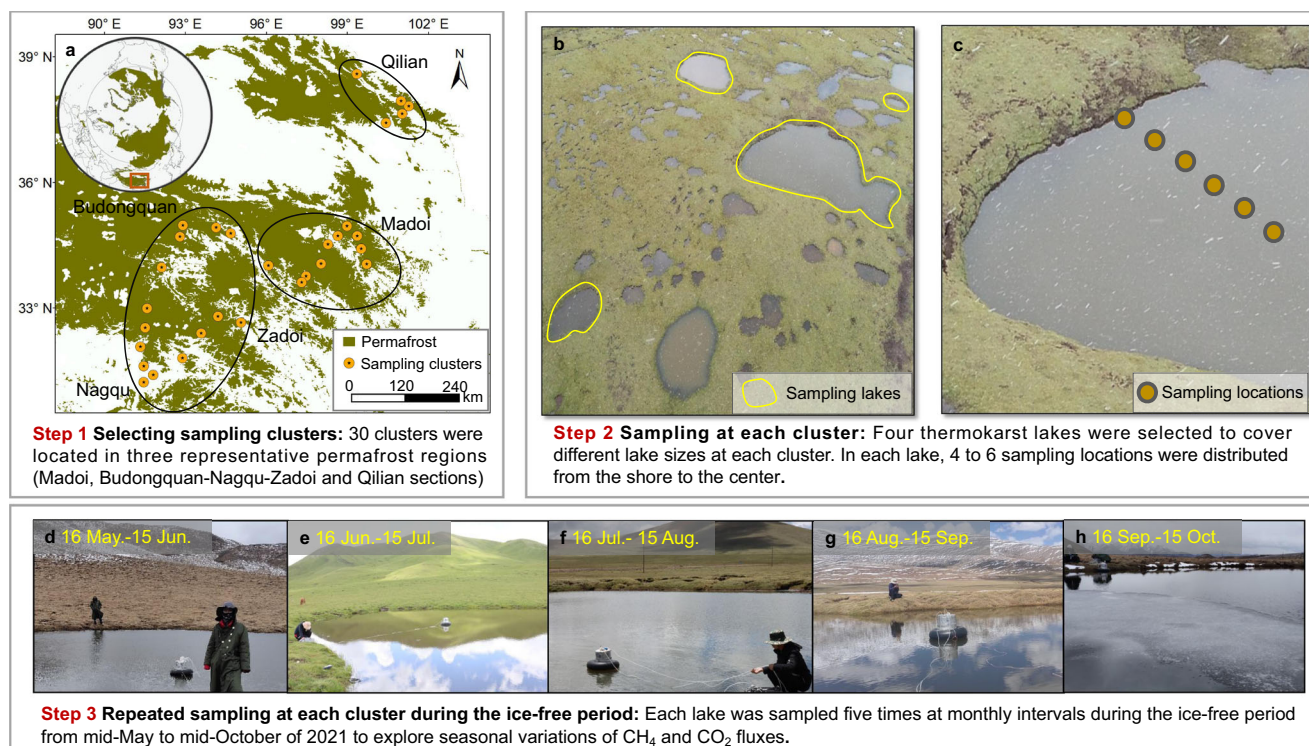 90° E 93° E 96° E 99° E 102° E
39° N
36° N
33° N
a
N
Qilian
Budongquan
Madoi
Zadoi
Nagqu
Permafrost
Sampling clusters
0 120 240
km
Step 1 Selecting sampling clusters: 30 clusters were
located in three representative permafrost regions
(Madoi, Budongquan-Nagqu-Zadoi and Qilian sections)
b
Sampling lakes
c
Sampling locations
Step 2 Sampling at each cluster: Four thermokarst lakes were selected to cover
different lake sizes at each cluster. In each lake, 4 to 6 sampling locations were distributed
from the shore to the center.
d 16 May.-15 Jun.
e 16 Jun.-15 Jul.
f 16 Jul.- 15 Aug.
g 16 Aug.-15 Sep.
h 16 Sep.-15 Oct.
Step 3 Repeated sampling at each cluster during the ice-free period: Each lake was sampled five times at monthly intervals during the ice-free period
from mid-May to mid-October of 2021 to explore seasonal variations of CH₄ and CO₂ fluxes.